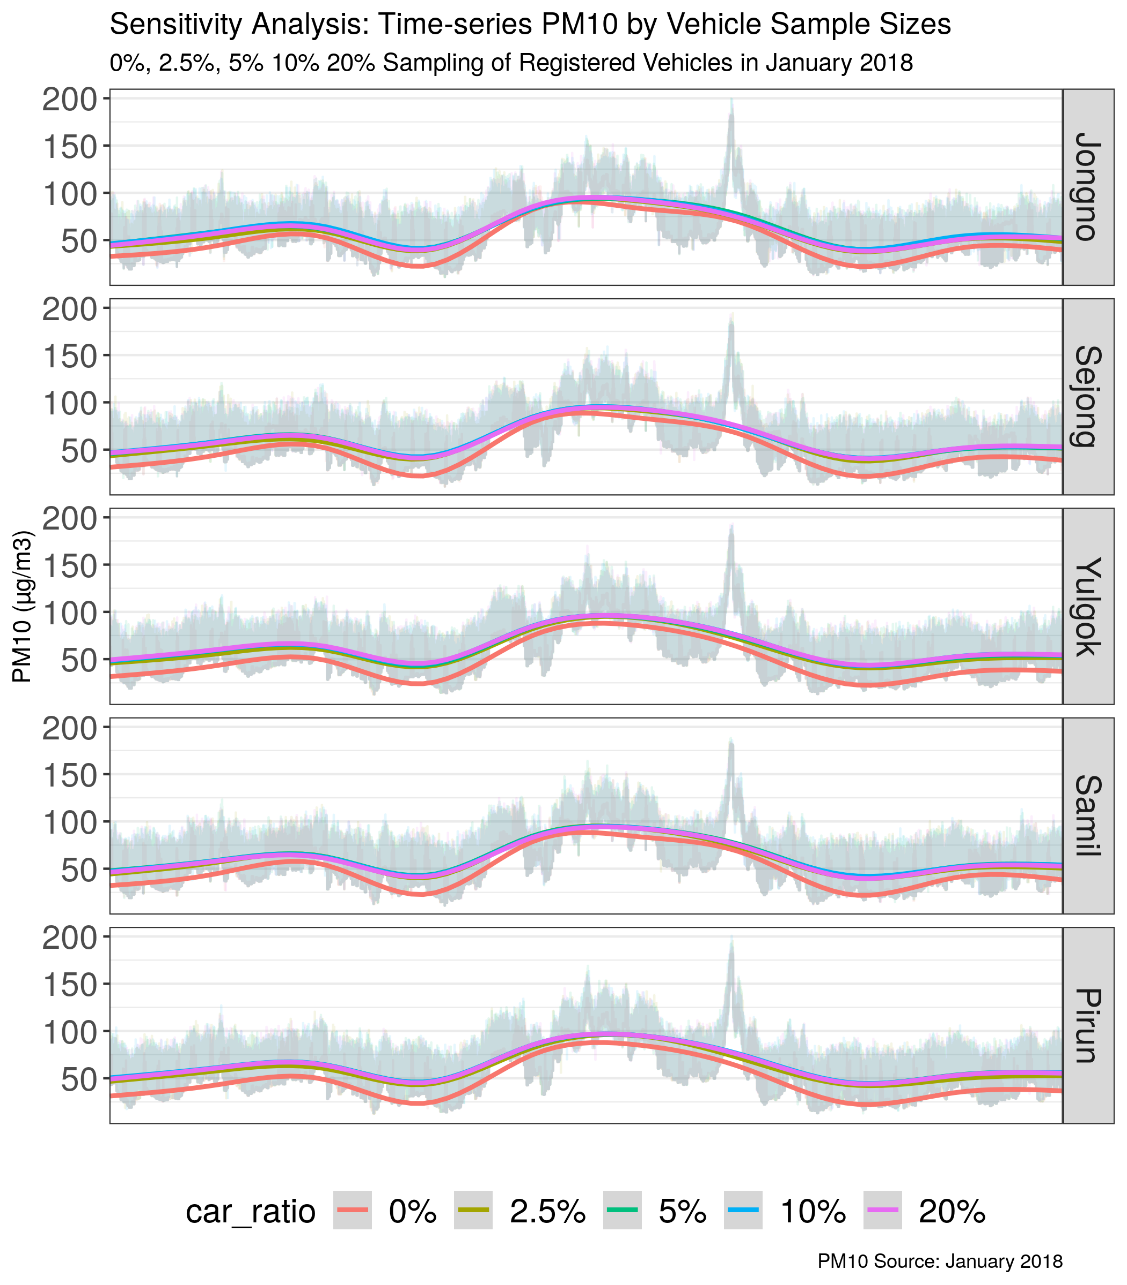 Sensitivity Analysis: Time-series PM10 by Vehicle Sample Sizes
0%, 2.5%, 5% 10% 20% Sampling of Registered Vehicles in January 2018
PM10 (µg/m3)
200
150
100
50
Jongno
200
150
100
50
Sejong
200
150
100
50
Yulgok
200
150
100
50
Samil
200
150
100
50
Pirun
car_ratio 0% 2.5% 5% 10% 20%
PM10 Source: January 2018